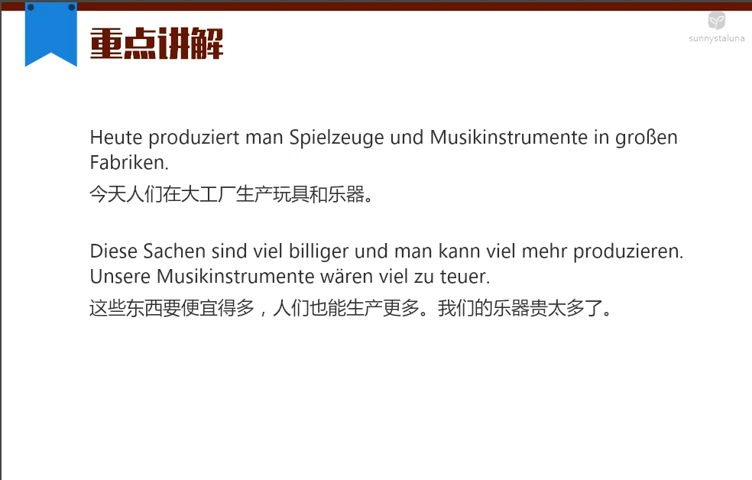 重点讲解
sunnystaluna
Heute produziert man Spielzeuge und Musikinstrumente in großen
Fabriken.
今天人们在大工厂生产玩具和乐器。
Diese Sachen sind viel billiger und man kann viel mehr produzieren.
Unsere Musikinstrumente wären viel zu teuer.
这些东西要便宜得多，人们也能生产更多。我们的乐器贵太多了。